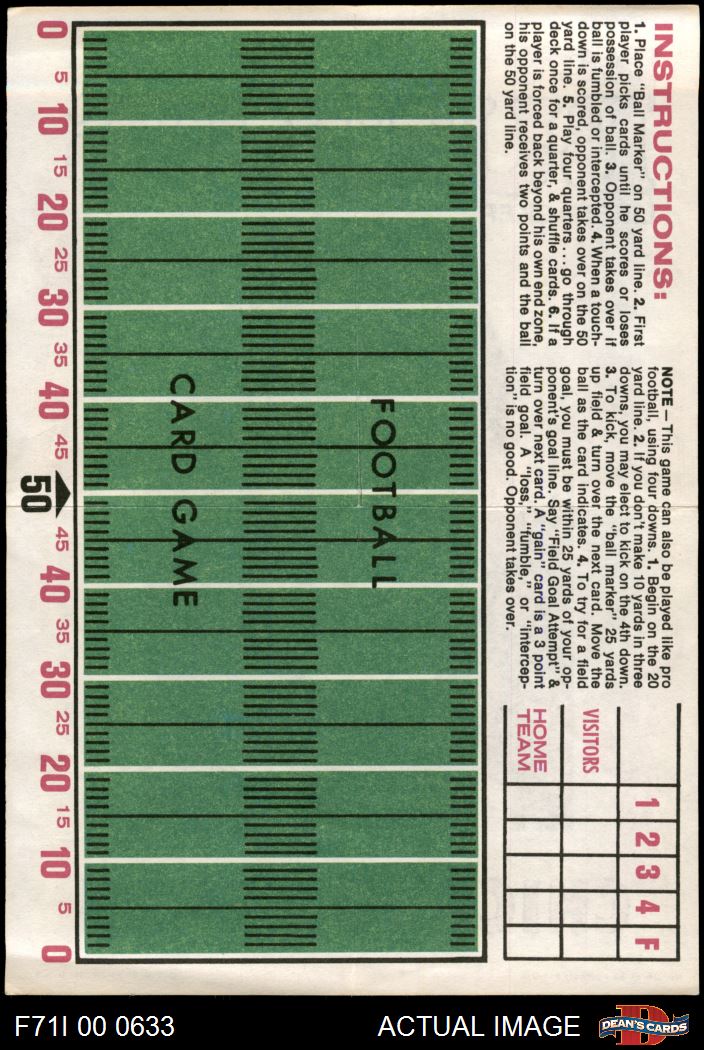 INSTRUCTIONS:
1. Place "Ball Marker" on 50 yard line. 2. First
player picks cards until he scores or loses
possession of ball. 3. Opponent takes over if
ball is fumbled or intercepted. 4. When a touch-
down is scored, opponent takes over on the 50
yard line. 5. Play four quarters...go through
deck once for a quarter, & shuffle cards. 6. If a
player is forced back beyond his own end zone,
his opponent receives two points and the ball
on the 50 yard line.
NOTE — This game can also be played like pro
football, using four downs. 1. Begin on the 20
yard line. 2. If you don't make 10 yards in three
downs, you may elect to kick on the 4th down.
3. To kick, move the "ball marker" 25 yards
up field & turn over the next card. Move the
ball as the card indicates. 4. To try for a field
goal, you must be within 25 yards of your op-
ponent's goal line. Say "Field Goal Attempt" &
turn over next card. A "gain" card is a 3 point
field goal. A "loss," "fumble," or "intercep-
tion" is no good. Opponent takes over.
1 2 3 4 F
VISITORS
HOME
TEAM
FOOTBALL
CARD GAME
0 5 10 15 20 25 30 35 40 45 50 45 40 35 30 25 20 15 10 5 0
F71I 00 0633
ACTUAL IMAGE
D
DEAN'S CARDS